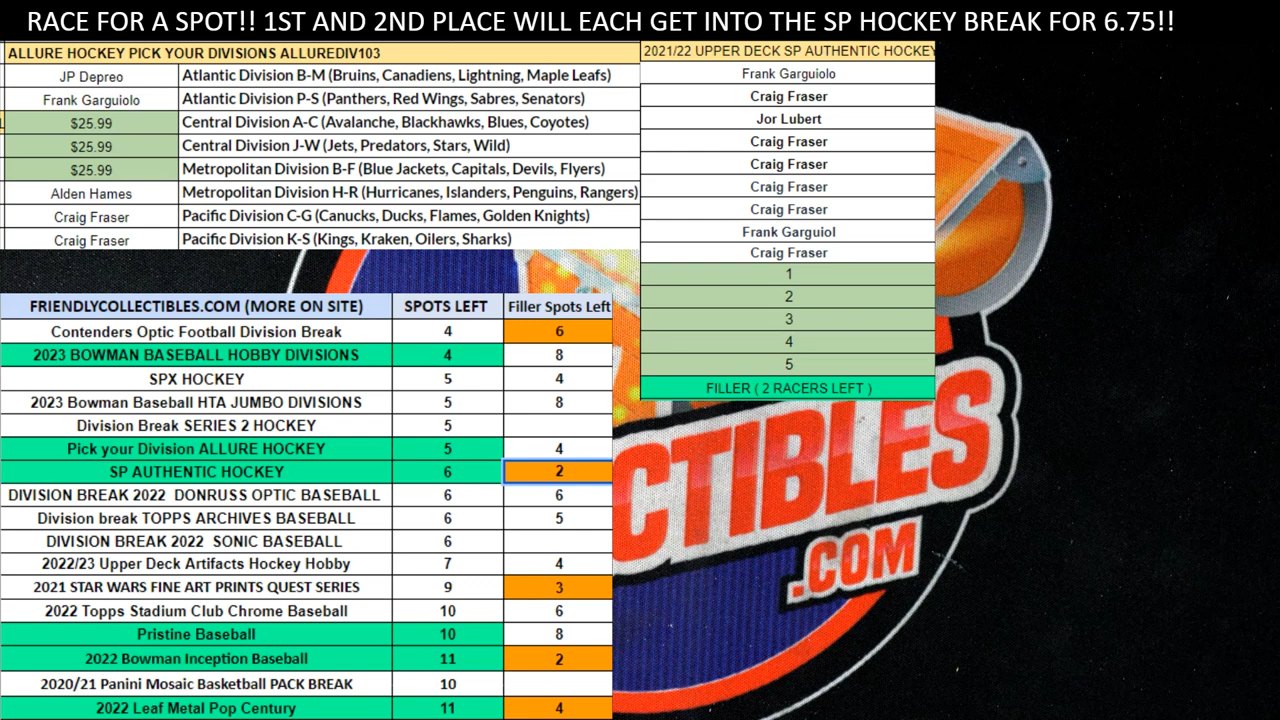 RACE FOR A SPOT!! 1ST AND 2ND PLACE WILL EACH GET INTO THE SP HOCKEY BREAK FOR 6.75!!
ALLURE HOCKEY PICK YOUR DIVISIONS ALLUREDIV103
JP Depreo Atlantic Division B-M (Bruins, Canadiens, Lightning, Maple Leafs)
Frank Garguiolo Atlantic Division P-S (Panthers, Red Wings, Sabres, Senators)
$25.99 Central Division A-C (Avalanche, Blackhawks, Blues, Coyotes)
$25.99 Central Division J-W (Jets, Predators, Stars, Wild)
$25.99 Metropolitan Division B-F (Blue Jackets, Capitals, Devils, Flyers)
Alden Hames Metropolitan Division H-R (Hurricanes, Islanders, Penguins, Rangers)
Craig Fraser Pacific Division C-G (Canucks, Ducks, Flames, Golden Knights)
Craig Fraser Pacific Division K-S (Kings, Kraken, Oilers, Sharks)
2021/22 UPPER DECK SP AUTHENTIC HOCKEY
Frank Garguiolo
Craig Fraser
Jor Lubert
Craig Fraser
Craig Fraser
Craig Fraser
Craig Fraser
Frank Garguiol
Craig Fraser
1
2
3
4
5
FILLER ( 2 RACERS LEFT )
FRIENDLYCOLLECTIBLES.COM (MORE ON SITE) SPOTS LEFT Filler Spots Left
Contenders Optic Football Division Break 4 6
2023 BOWMAN BASEBALL HOBBY DIVISIONS 4 8
SPX HOCKEY 5 4
2023 Bowman Baseball HTA JUMBO DIVISIONS 5 8
Division Break SERIES 2 HOCKEY 5
Pick your Division ALLURE HOCKEY 5 4
SP AUTHENTIC HOCKEY 6 2
DIVISION BREAK 2022 DONRUSS OPTIC BASEBALL 6 6
Division break TOPPS ARCHIVES BASEBALL 6 5
DIVISION BREAK 2022 SONIC BASEBALL 6
2022/23 Upper Deck Artifacts Hockey Hobby 7 4
2021 STAR WARS FINE ART PRINTS QUEST SERIES 9 3
2022 Topps Stadium Club Chrome Baseball 10 6
Pristine Baseball 10 8
2022 Bowman Inception Baseball 11 2
2020/21 Panini Mosaic Basketball PACK BREAK 10
2022 Leaf Metal Pop Century 11 4
CTIBLES
.COM